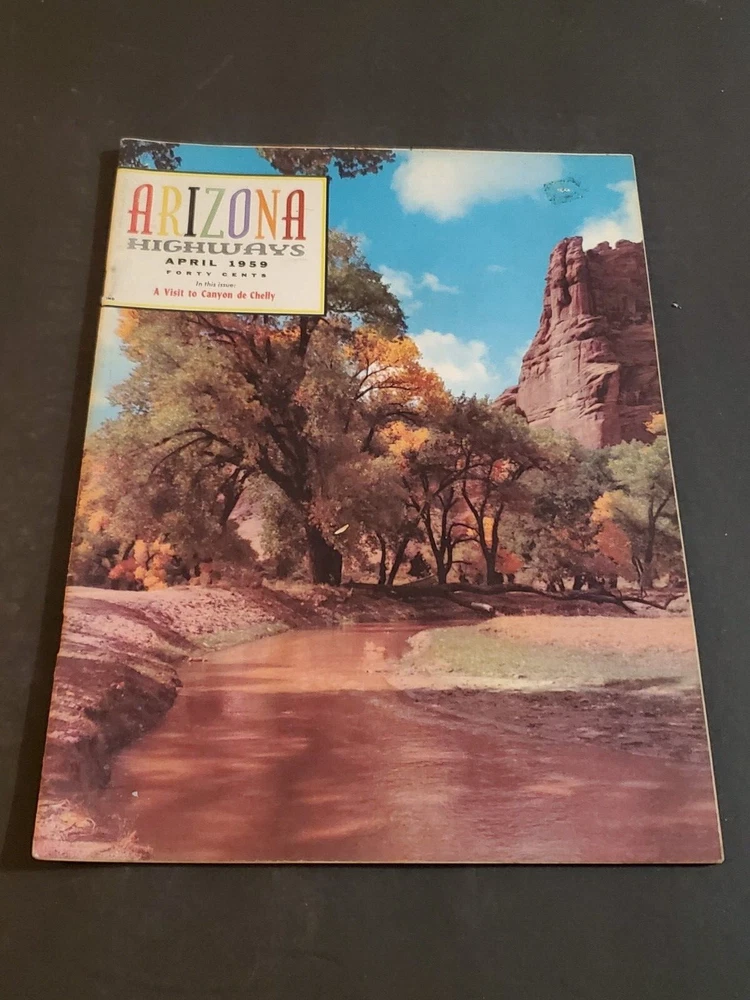 ARIZONA
HIGHWAYS
APRIL 1959
FORTY CENTS
In this issue:
A Visit to Canyon de Chelly